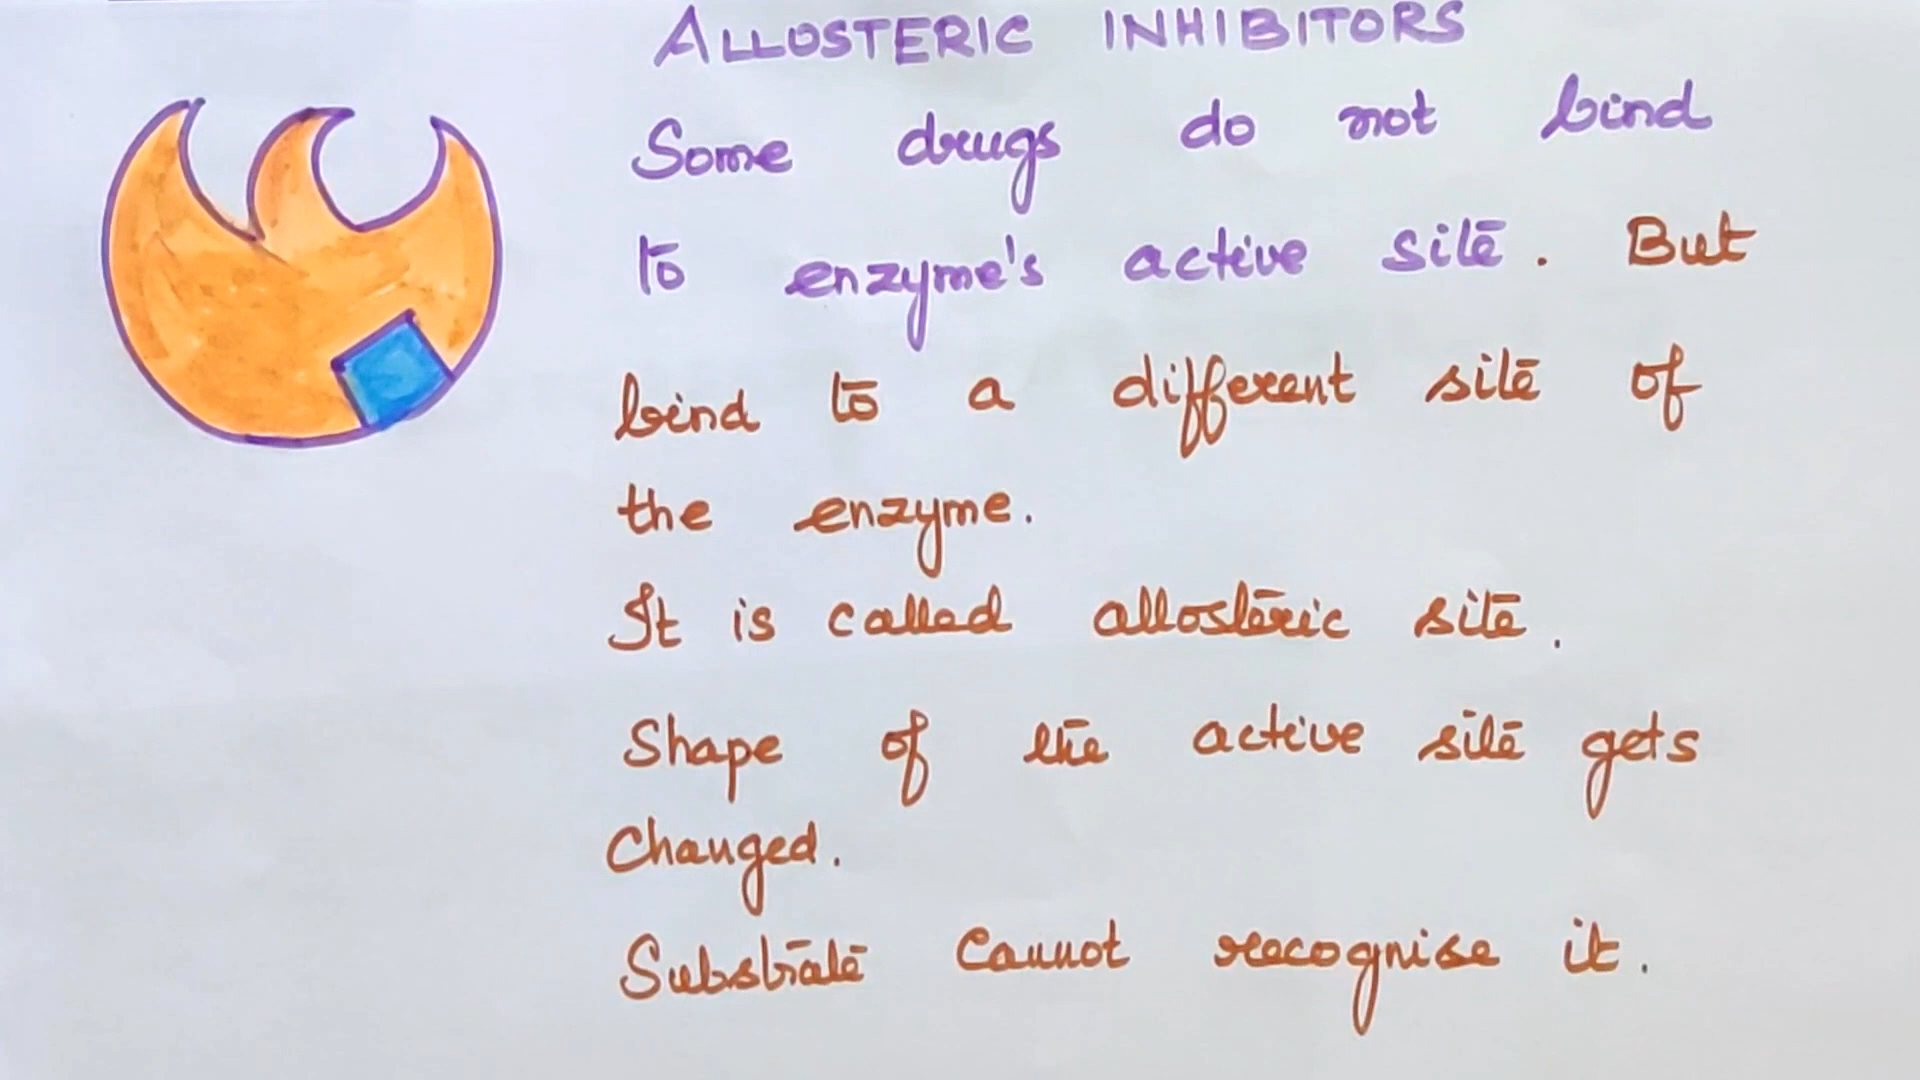 ALLOSTERIC INHIBITORS
Some drugs do not bind
to enzyme's active site. But
bind to a different site of
the enzyme.
It is called allosteric site.
Shape of the active site gets
Changed.
Substrate Cannot recognise it.